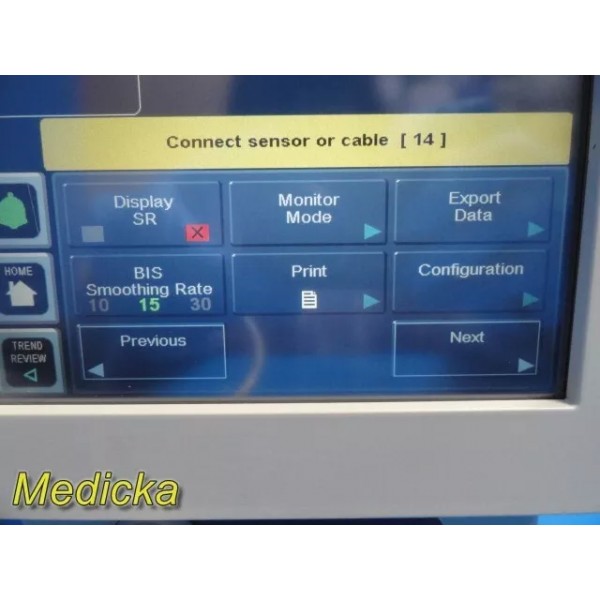 Connect sensor or cable [ 14 ]
Display
SR
Monitor
Mode
Export
Data
HOME
BIS
Smoothing Rate
10 15 30
Print
Configuration
TREND
REVIEW
Previous
Next
Medicka